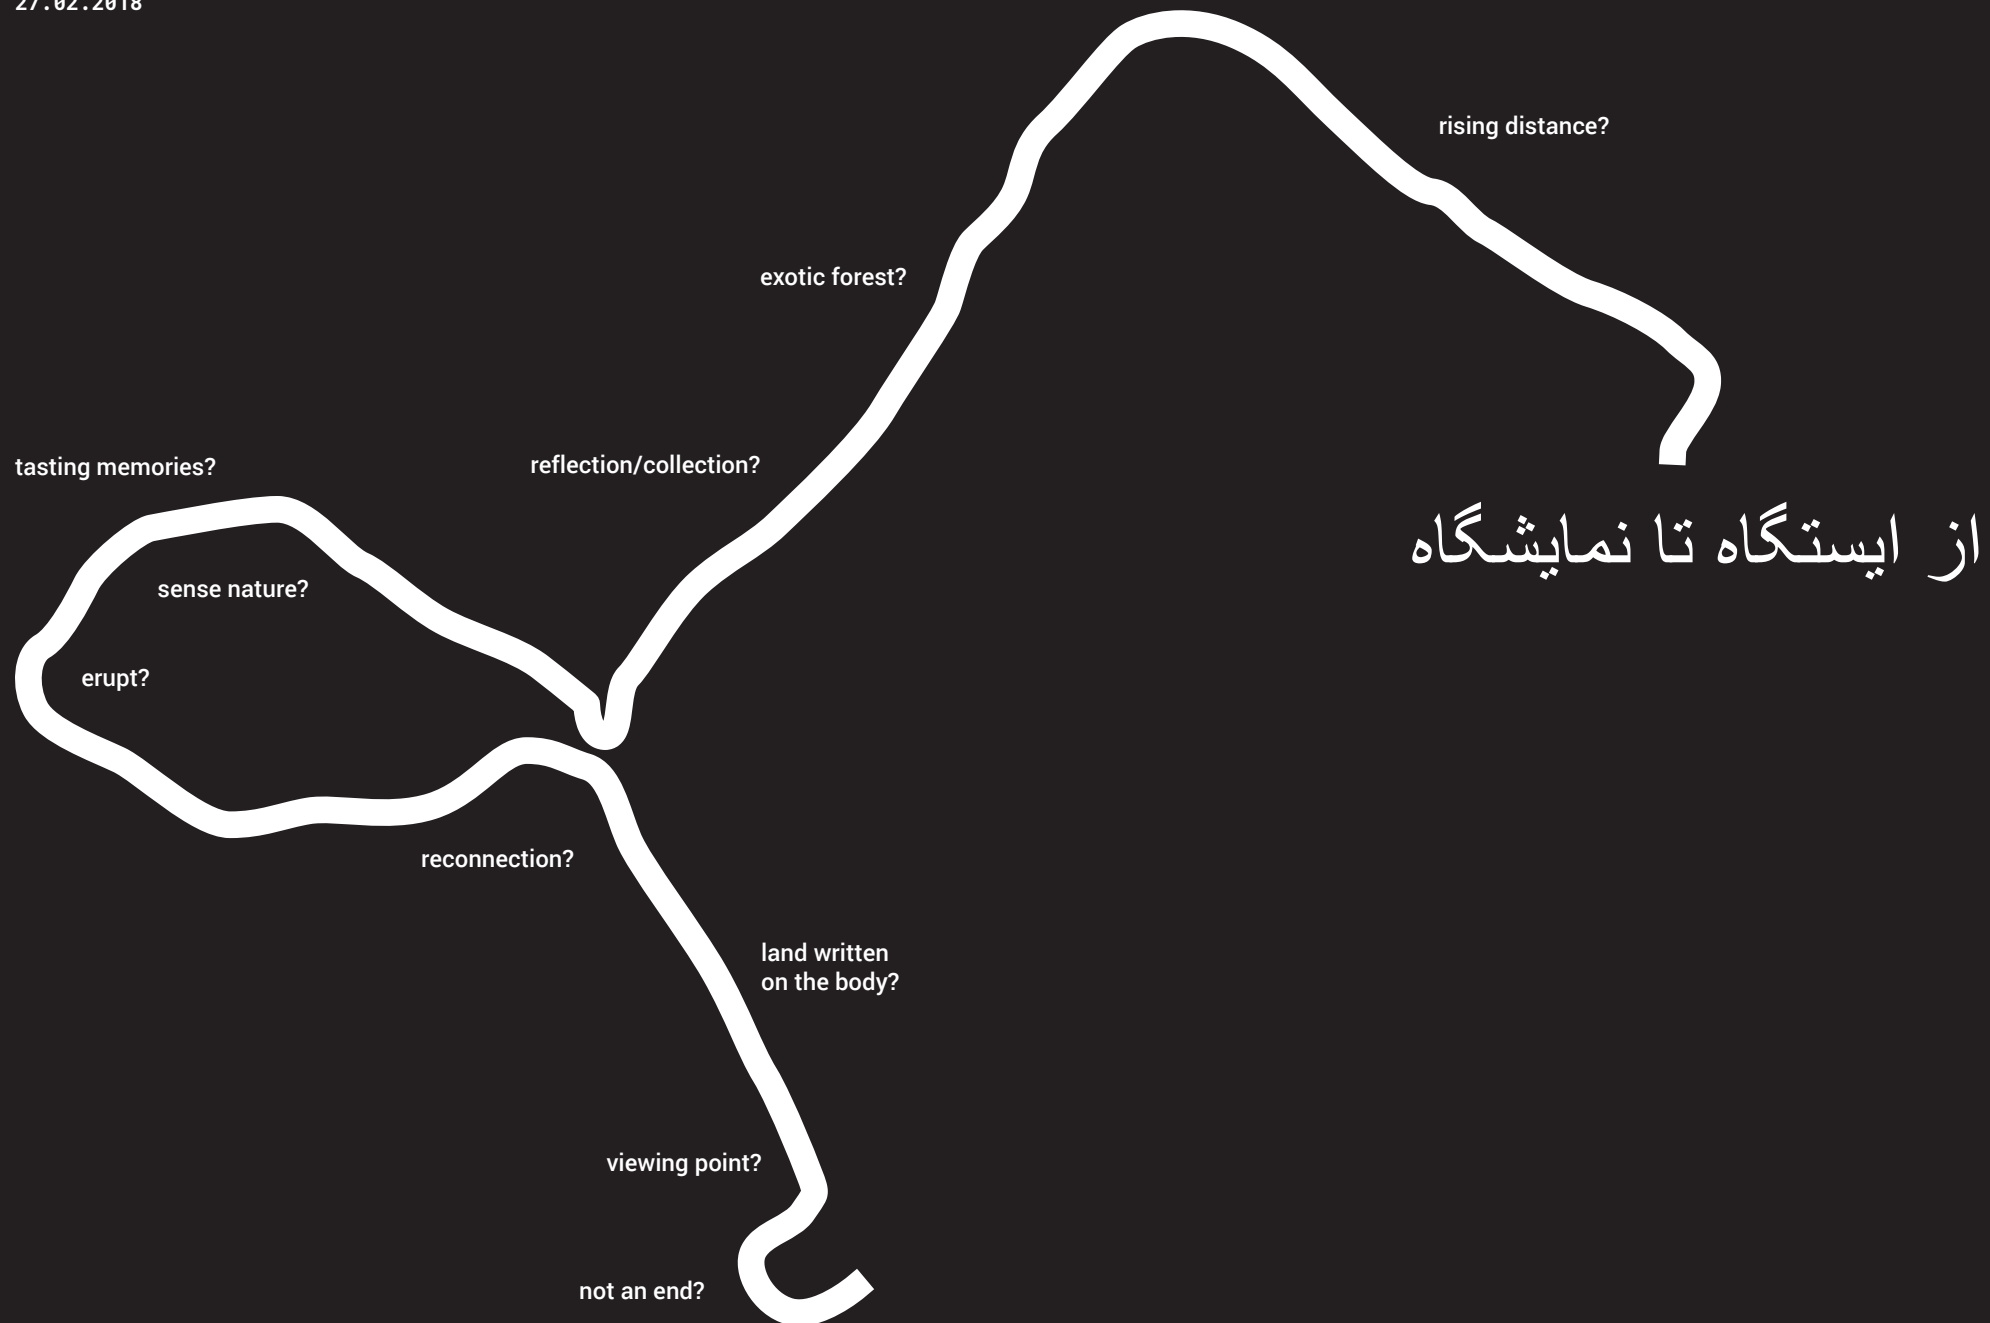 27.02.2018
rising distance?
exotic forest?
reflection/collection?
tasting memories?
sense nature?
erupt?
از ایستگاه تا نمایشگاه
reconnection?
land written
on the body?
viewing point?
not an end?